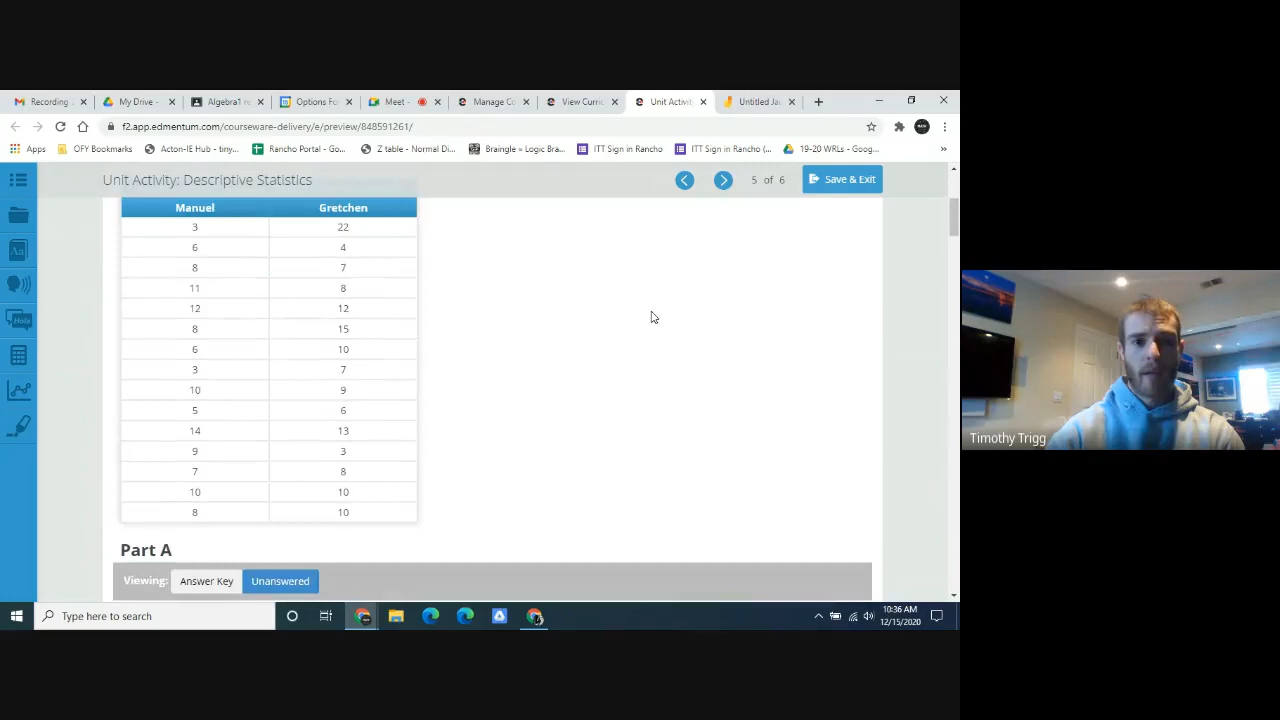 Recording
My Drive -
Algebra1 re
Options Fo
Meet -
Manage Co
View Curric
Unit Activit
Untitled Ja
f2.app.edmentum.com/courseware-delivery/e/preview/848591261/
Apps
OFY Bookmarks
Acton-IE Hub - tiny...
Rancho Portal - Go...
Z table - Normal Di...
Braingle » Logic Bra...
ITT Sign in Rancho
ITT Sign in Rancho (...
19-20 WRLs - Goog...
»
Unit Activity: Descriptive Statistics
5 of 6
Save & Exit
Manuel Gretchen
3 22
6 4
8 7
11 8
12 12
8 15
6 10
3 7
10 9
5 6
14 13
9 3
7 8
10 10
8 10
Aa
Hola
Part A
Viewing: Answer Key Unanswered
Timothy Trigg
Type here to search
10:36 AM
12/15/2020